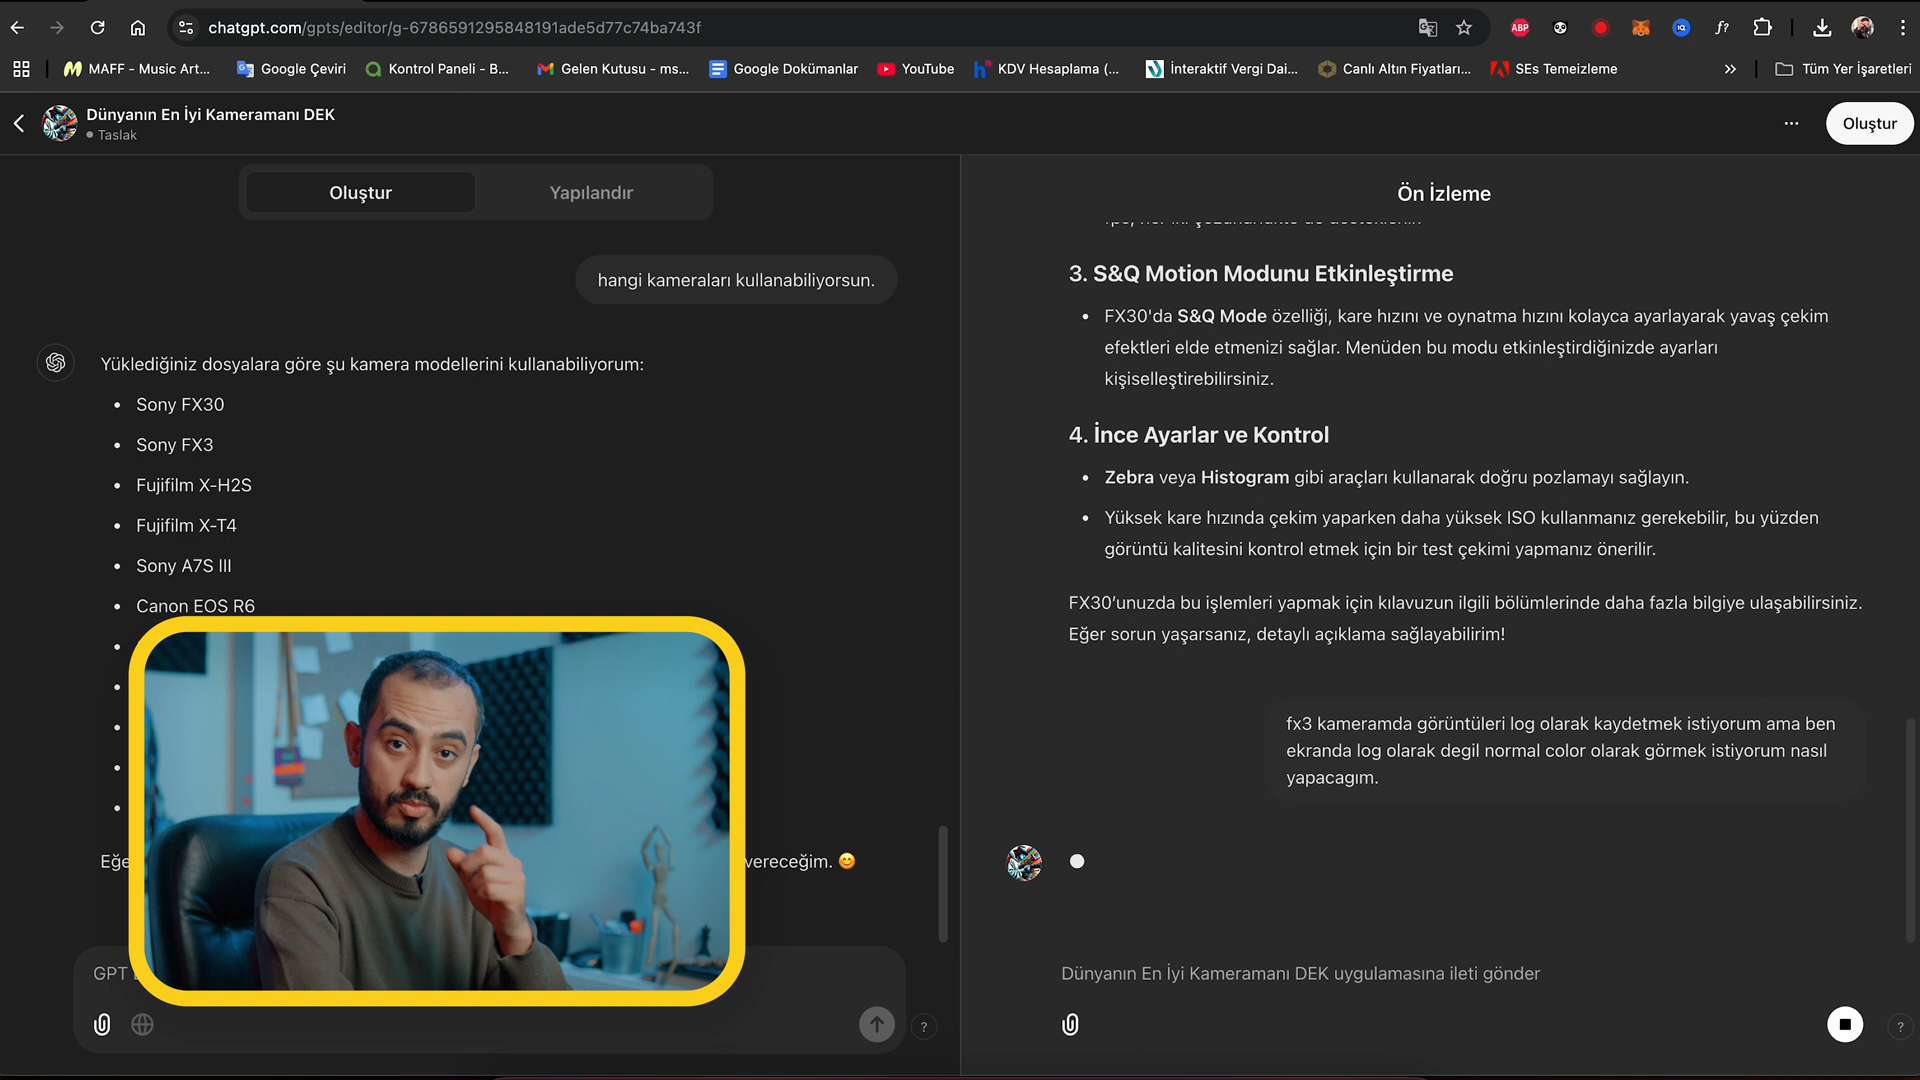 chatgpt.com/gpts/editor/g-6786591295848191ade5d77c74ba743f
ABP
MAFF - Music Art...
Google Çeviri
Kontrol Paneli - B...
Gelen Kutusu - ms...
Google Dokümanlar
YouTube
KDV Hesaplama (...
İnteraktif Vergi Dai...
Canlı Altın Fiyatları...
SEs Temeizleme
Tüm Yer İşaretleri
Dünyanın En İyi Kameramanı DEK
Taslak
Oluştur
Oluştur
Yapılandır
hangi kameraları kullanabiliyorsun.
Yüklediğiniz dosyalara göre şu kamera modellerini kullanabiliyorum:
• Sony FX30
• Sony FX3
• Fujifilm X-H2S
• Fujifilm X-T4
• Sony A7S III
• Canon EOS R6
vereceğim. 😊
GPT
?
Ön İzleme
3. S&Q Motion Modunu Etkinleştirme
• FX30'da S&Q Mode özelliği, kare hızını ve oynatma hızını kolayca ayarlayarak yavaş çekim
efektleri elde etmenizi sağlar. Menüden bu modu etkinleştirdiğinizde ayarları
kişiselleştirebilirsiniz.
4. İnce Ayarlar ve Kontrol
• Zebra veya Histogram gibi araçları kullanarak doğru pozlamayı sağlayın.
• Yüksek kare hızında çekim yaparken daha yüksek ISO kullanmanız gerekebilir, bu yüzden
görüntü kalitesini kontrol etmek için bir test çekimi yapmanız önerilir.
FX30’unuzda bu işlemleri yapmak için kılavuzun ilgili bölümlerinde daha fazla bilgiye ulaşabilirsiniz.
Eğer sorun yaşarsanız, detaylı açıklama sağlayabilirim!
fx3 kameramda görüntüleri log olarak kaydetmek istiyorum ama ben
ekranda log olarak degil normal color olarak görmek istiyorum nasıl
yapacagım.
Dünyanın En İyi Kameramanı DEK uygulamasına ileti gönder
?